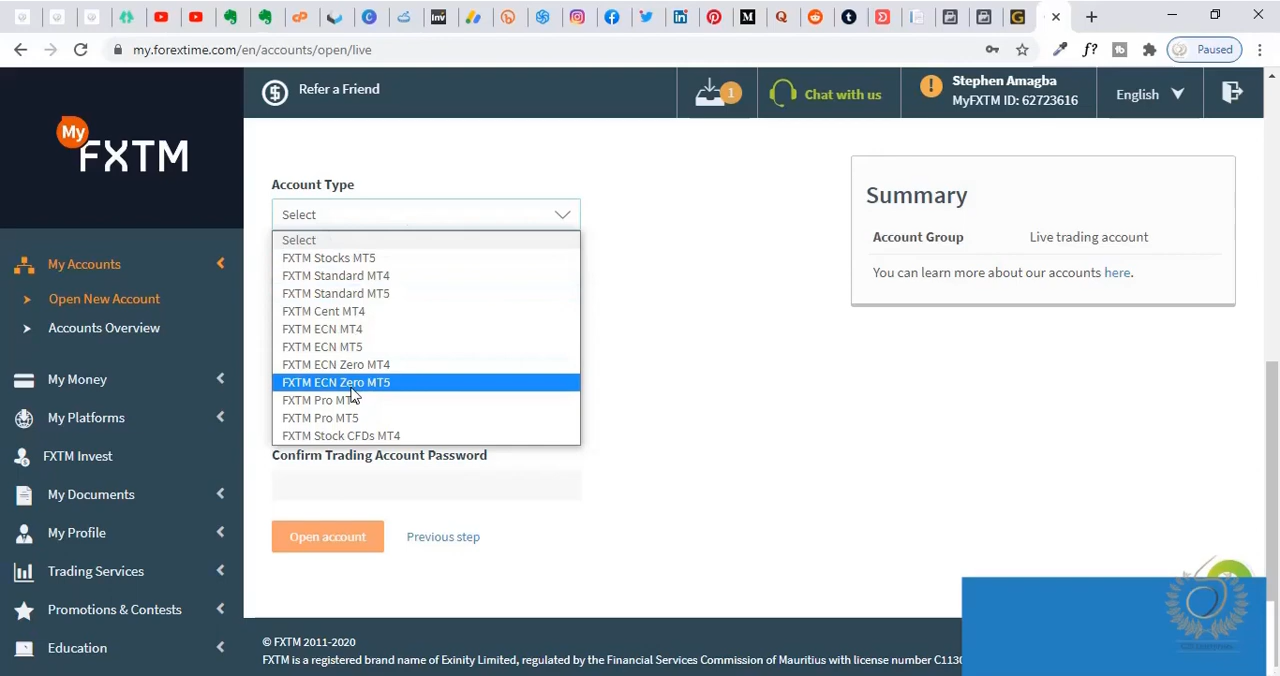 my.forextime.com/en/accounts/open/live
Paused
Refer a Friend
1
Chat with us
Stephen Amagba
MyFXTM ID: 62723616
English
My
FXTM
Account Type
Select
Select
FXTM Stocks MT5
FXTM Standard MT4
FXTM Standard MT5
FXTM Cent MT4
FXTM ECN MT4
FXTM ECN MT5
FXTM ECN Zero MT4
FXTM ECN Zero MT5
FXTM Pro MT
FXTM Pro MT5
FXTM Stock CFDs MT4
Confirm Trading Account Password
Open account
Previous step
Summary
Account Group Live trading account
You can learn more about our accounts here.
My Accounts
Open New Account
Accounts Overview
My Money
My Platforms
FXTM Invest
My Documents
My Profile
Trading Services
Promotions & Contests
Education
© FXTM 2011-2020
FXTM is a registered brand name of Exinity Limited, regulated by the Financial Services Commission of Mauritius with license number C1130